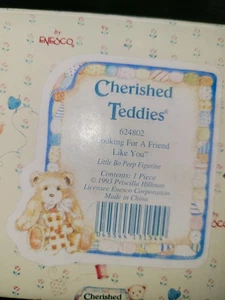 by
ENESCO
Cherished
Teddies®
624802
"Looking For A Friend
Like You"
Little Bo Peep Figurine
Contents: 1 Piece
© 1993 Priscilla Hillman
Licensee Enesco Corporation
Made in China
ENESCO
Cherished